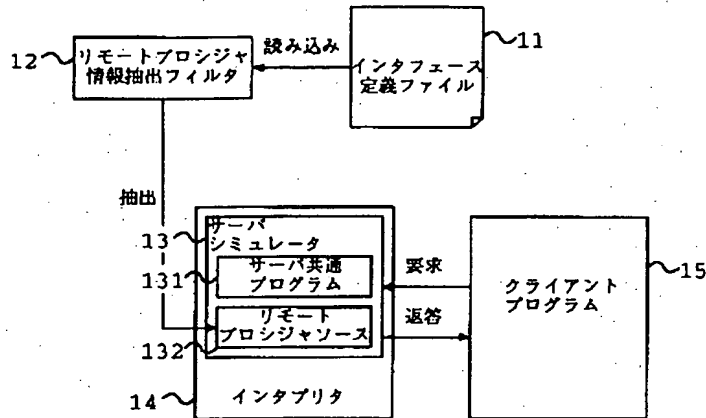 12
リモートプロシジャ
情報抽出フィルタ
読み込み
11
インタフェース
定義ファイル
抽出
13
サーバ
シミュレータ
131
サーバ共通
プログラム
132
リモート
プロシジャソース
14
インタプリタ
要求
返答
クライアント
プログラム
15